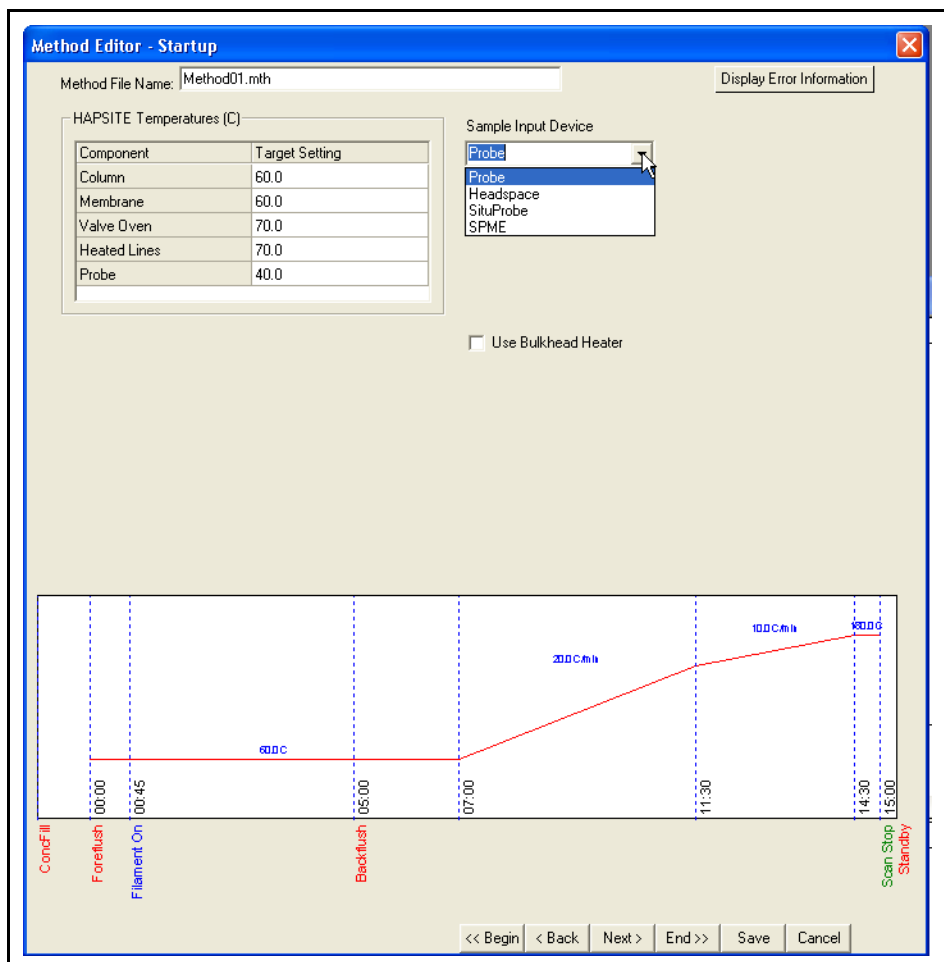 Method Editor - Startup
Method File Name: Method01.mth
Display Error Information
HAPSITE Temperatures (C)
Component Target Setting
Column 60.0
Membrane 60.0
Valve Oven 70.0
Heated Lines 70.0
Probe 40.0
Sample Input Device
Probe
Probe
Headspace
SituProbe
SPME
Use Bulkhead Heater
60.0 C
20.0 C/min
10.0 C/min
180.0 C
00:00
00:45
05:00
07:00
11:30
14:30
15:00
ConcFill
Foreflush
Filament On
Backflush
Scan Stop
Standby
<< Begin
< Back
Next >
End >>
Save
Cancel